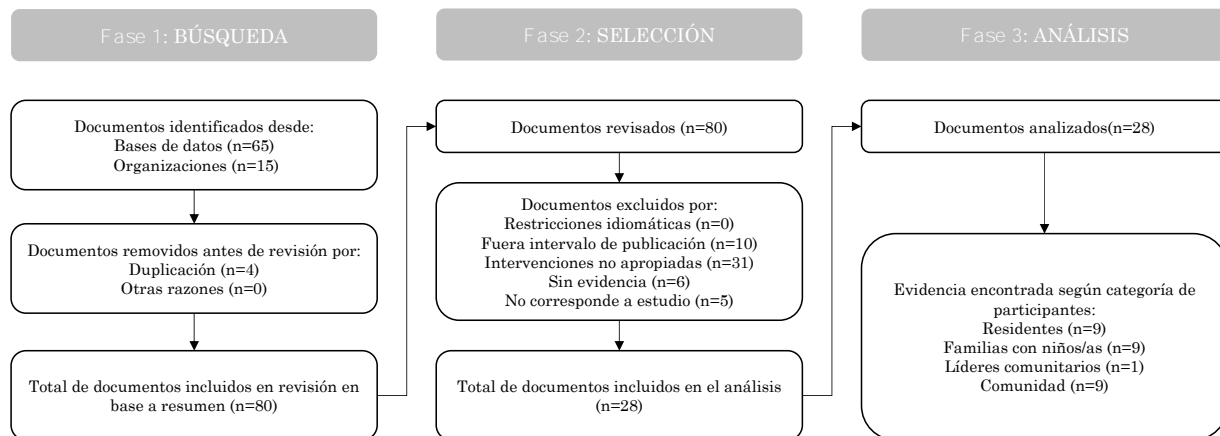 Fase 1: BÚSQUEDA
Documentos identificados desde:
Bases de datos (n=65)
Organizaciones (n=15)
Documentos removidos antes de revisión por:
Duplicación (n=4)
Otras razones (n=0)
Total de documentos incluidos en revisión en
base a resumen (n=80)
Fase 2: SELECCIÓN
Documentos revisados (n=80)
Documentos excluidos por:
Restricciones idiomáticas (n=0)
Fuera intervalo de publicación (n=10)
Intervenciones no apropiadas (n=31)
Sin evidencia (n=6)
No corresponde a estudio (n=5)
Total de documentos incluidos en el análisis
(n=28)
Fase 3: ANÁLISIS
Documentos analizados(n=28)
Evidencia encontrada según categoría de
participantes:
Residentes (n=9)
Familias con niños/as (n=9)
Líderes comunitarios (n=1)
Comunidad (n=9)